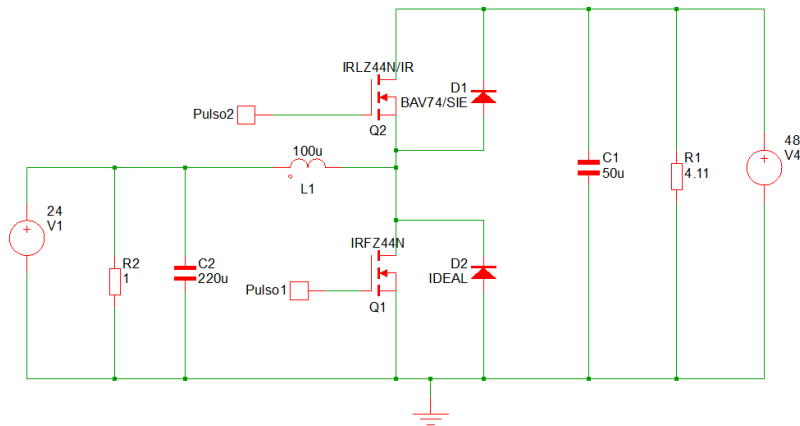 IRLZ44N/IR
Pulso2
Q2
D1
BAV74/SIE
100u
L1
24
V1
R2
1
C2
220u
IRFZ44N
Pulso1
Q1
D2
IDEAL
C1
50u
R1
4.11
48
V4